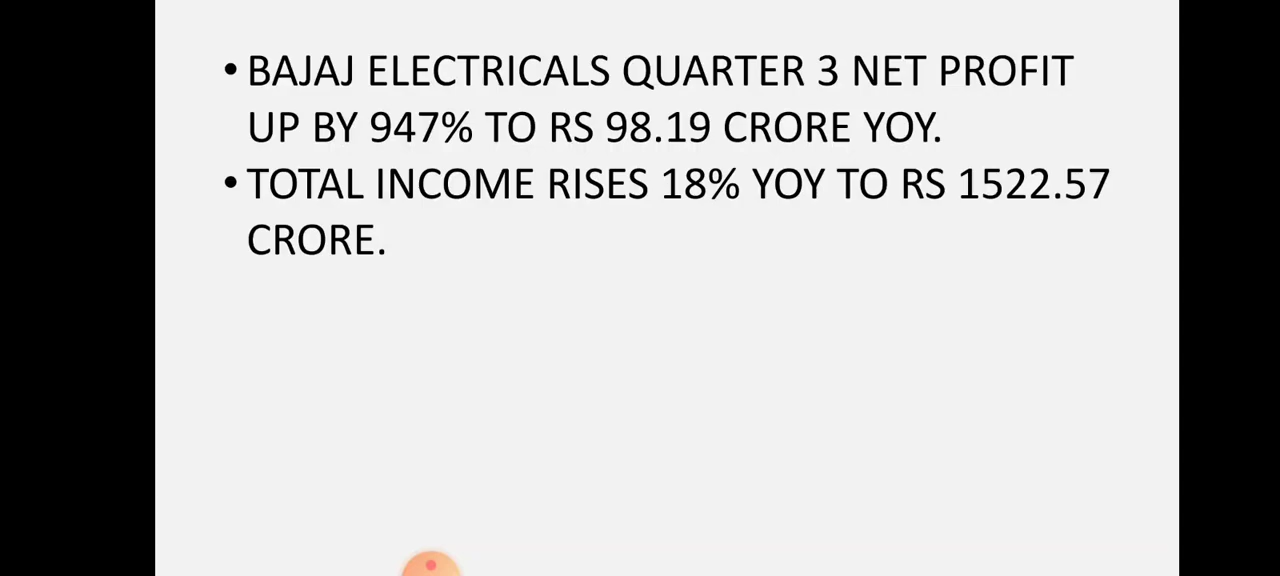 • BAJAJ ELECTRICALS QUARTER 3 NET PROFIT
UP BY 947% TO RS 98.19 CRORE YOY.
• TOTAL INCOME RISES 18% YOY TO RS 1522.57
CRORE.